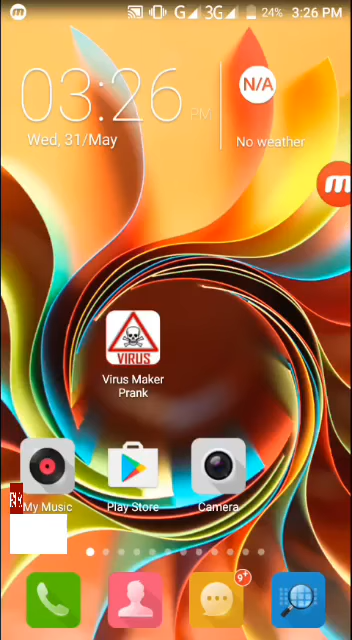 G 3G 24% 3:26 PM
03:26 PM
N/A
Wed, 31/May
No weather
VIRUS
Virus Maker
Prank
My Music
Play Store
Camera
9+